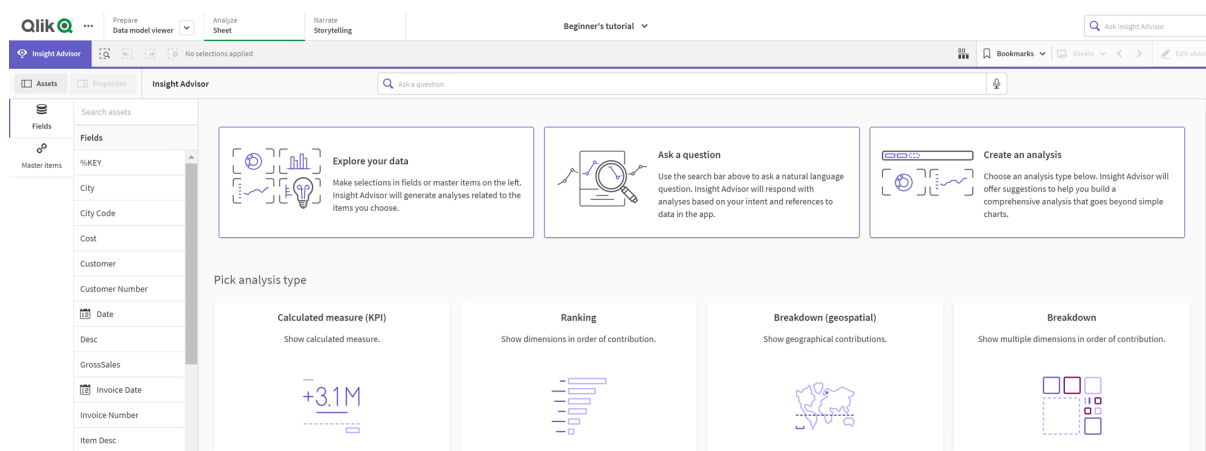 Qlik
Prepare
Data model viewer
Analyze
Sheet
Narrate
Storytelling
Beginner's tutorial
Ask Insight Advisor
Insight Advisor
No selections applied
Bookmarks
Sheets
Edit sheet
Assets
Properties
Insight Advisor
Ask a question
Fields
Master items
Search assets
Fields
%KEY
City
City Code
Cost
Customer
Customer Number
Date
Desc
GrossSales
Invoice Date
Invoice Number
Item Desc
Explore your data
Make selections in fields or master items on the left.
Insight Advisor will generate analyses related to the
items you choose.
Ask a question
Use the search bar above to ask a natural language
question. Insight Advisor will respond with
analyses based on your intent and references to
data in the app.
Create an analysis
Choose an analysis type below. Insight Advisor will
offer suggestions to help you build a
comprehensive analysis that goes beyond simple
charts.
Pick analysis type
Calculated measure (KPI)
Show calculated measure.
+3.1M
Ranking
Show dimensions in order of contribution.
Breakdown (geospatial)
Show geographical contributions.
Breakdown
Show multiple dimensions in order of contribution.